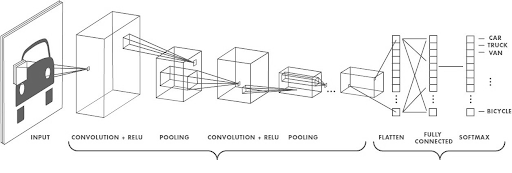 CAR
TRUCK
VAN
BICYCLE
INPUT
CONVOLUTION + RELU
POOLING
CONVOLUTION + RELU
POOLING
FLATTEN
FULLY
CONNECTED
SOFTMAX